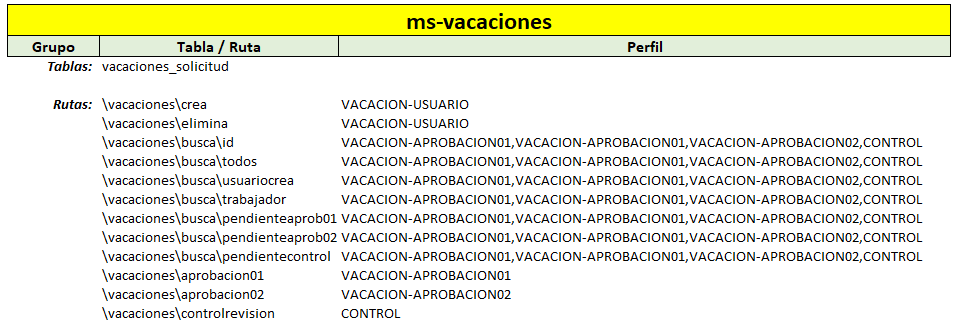 ms-vacaciones
Grupo Tabla / Ruta Perfil
Tablas: vacaciones_solicitud
Rutas: \vacaciones\crea VACACION-USUARIO
\vacaciones\elimina VACACION-USUARIO
\vacaciones\busca\id VACACION-APROBACION01,VACACION-APROBACION01,VACACION-APROBACION02,CONTROL
\vacaciones\busca\todos VACACION-APROBACION01,VACACION-APROBACION01,VACACION-APROBACION02,CONTROL
\vacaciones\busca\usuariocrea VACACION-APROBACION01,VACACION-APROBACION01,VACACION-APROBACION02,CONTROL
\vacaciones\busca\trabajador VACACION-APROBACION01,VACACION-APROBACION01,VACACION-APROBACION02,CONTROL
\vacaciones\busca\pendienteaprob01 VACACION-APROBACION01,VACACION-APROBACION01,VACACION-APROBACION02,CONTROL
\vacaciones\busca\pendienteaprob02 VACACION-APROBACION01,VACACION-APROBACION01,VACACION-APROBACION02,CONTROL
\vacaciones\busca\pendientecontrol VACACION-APROBACION01,VACACION-APROBACION01,VACACION-APROBACION02,CONTROL
\vacaciones\aprobacion01 VACACION-APROBACION01
\vacaciones\aprobacion02 VACACION-APROBACION02
\vacaciones\controlrevision CONTROL